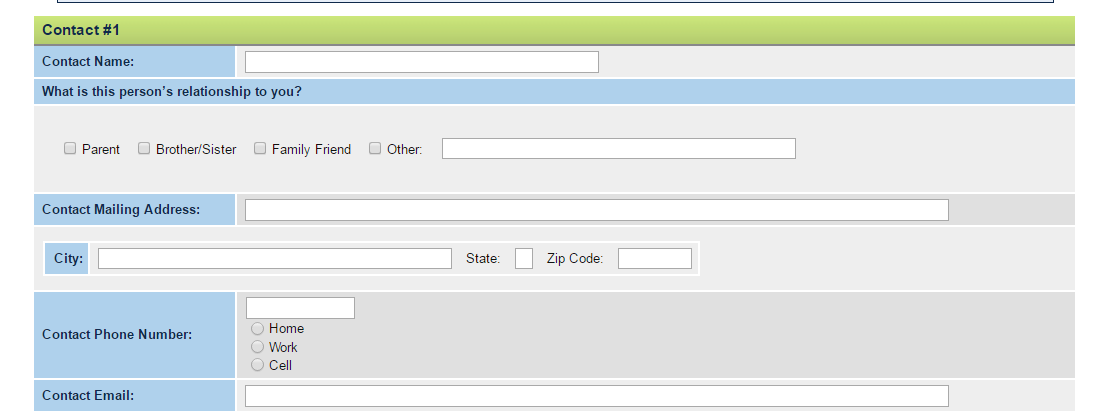 Contact #1
Contact Name:
What is this person’s relationship to you?
Parent Brother/Sister Family Friend Other:
Contact Mailing Address:
City: State: Zip Code:
Contact Phone Number:
Home
Work
Cell
Contact Email: